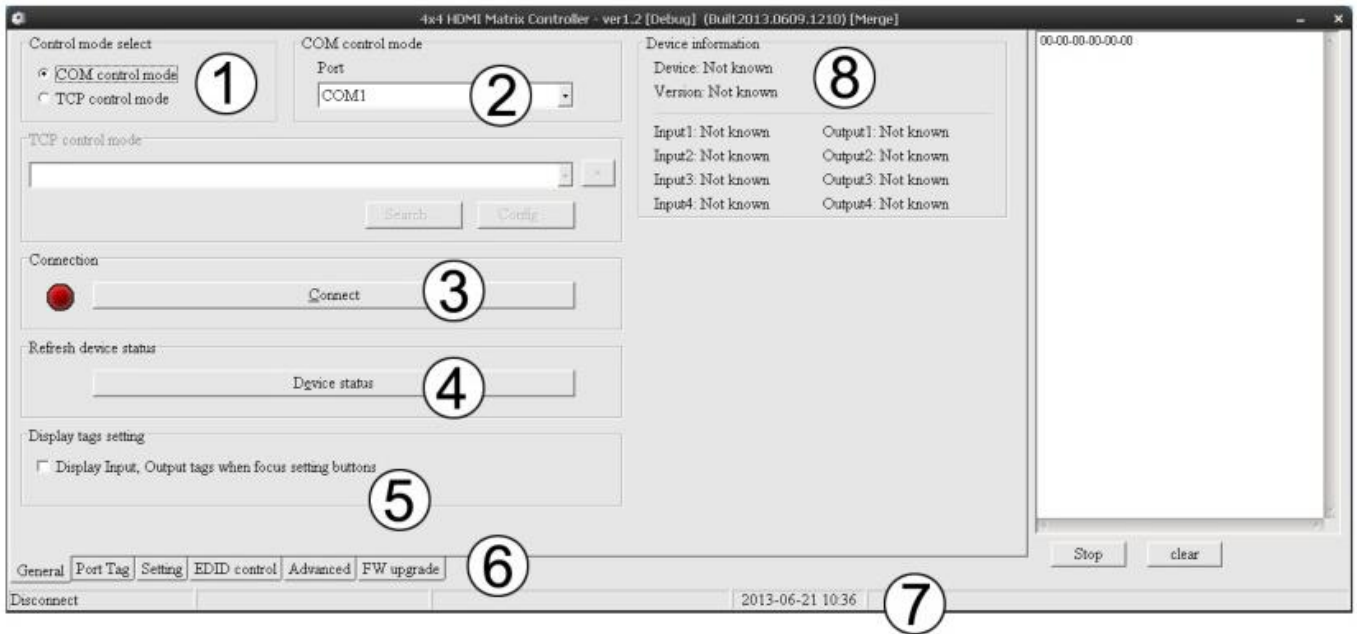 4x4 HDMI Matrix Controller - ver1.2 [Debug] (Built2013.0609.1210) [Merge]
Control mode select
COM control mode
TCP control mode
1
COM control mode
Port
COM1
2
Device information
Device: Not known
Version: Not known
8
Input1: Not known Output1: Not known
Input2: Not known Output2: Not known
Input3: Not known Output3: Not known
Input4: Not known Output4: Not known
00-00-00-00-00-00
TCP control mode
Search Config
Connection
Connect
3
Refresh device status
Device status
4
Display tags setting
Display Input, Output tags when focus setting buttons
5
General Port Tag Setting EDID control Advanced FW upgrade
6
Stop clear
Disconnect 2013-06-21 10:36
7